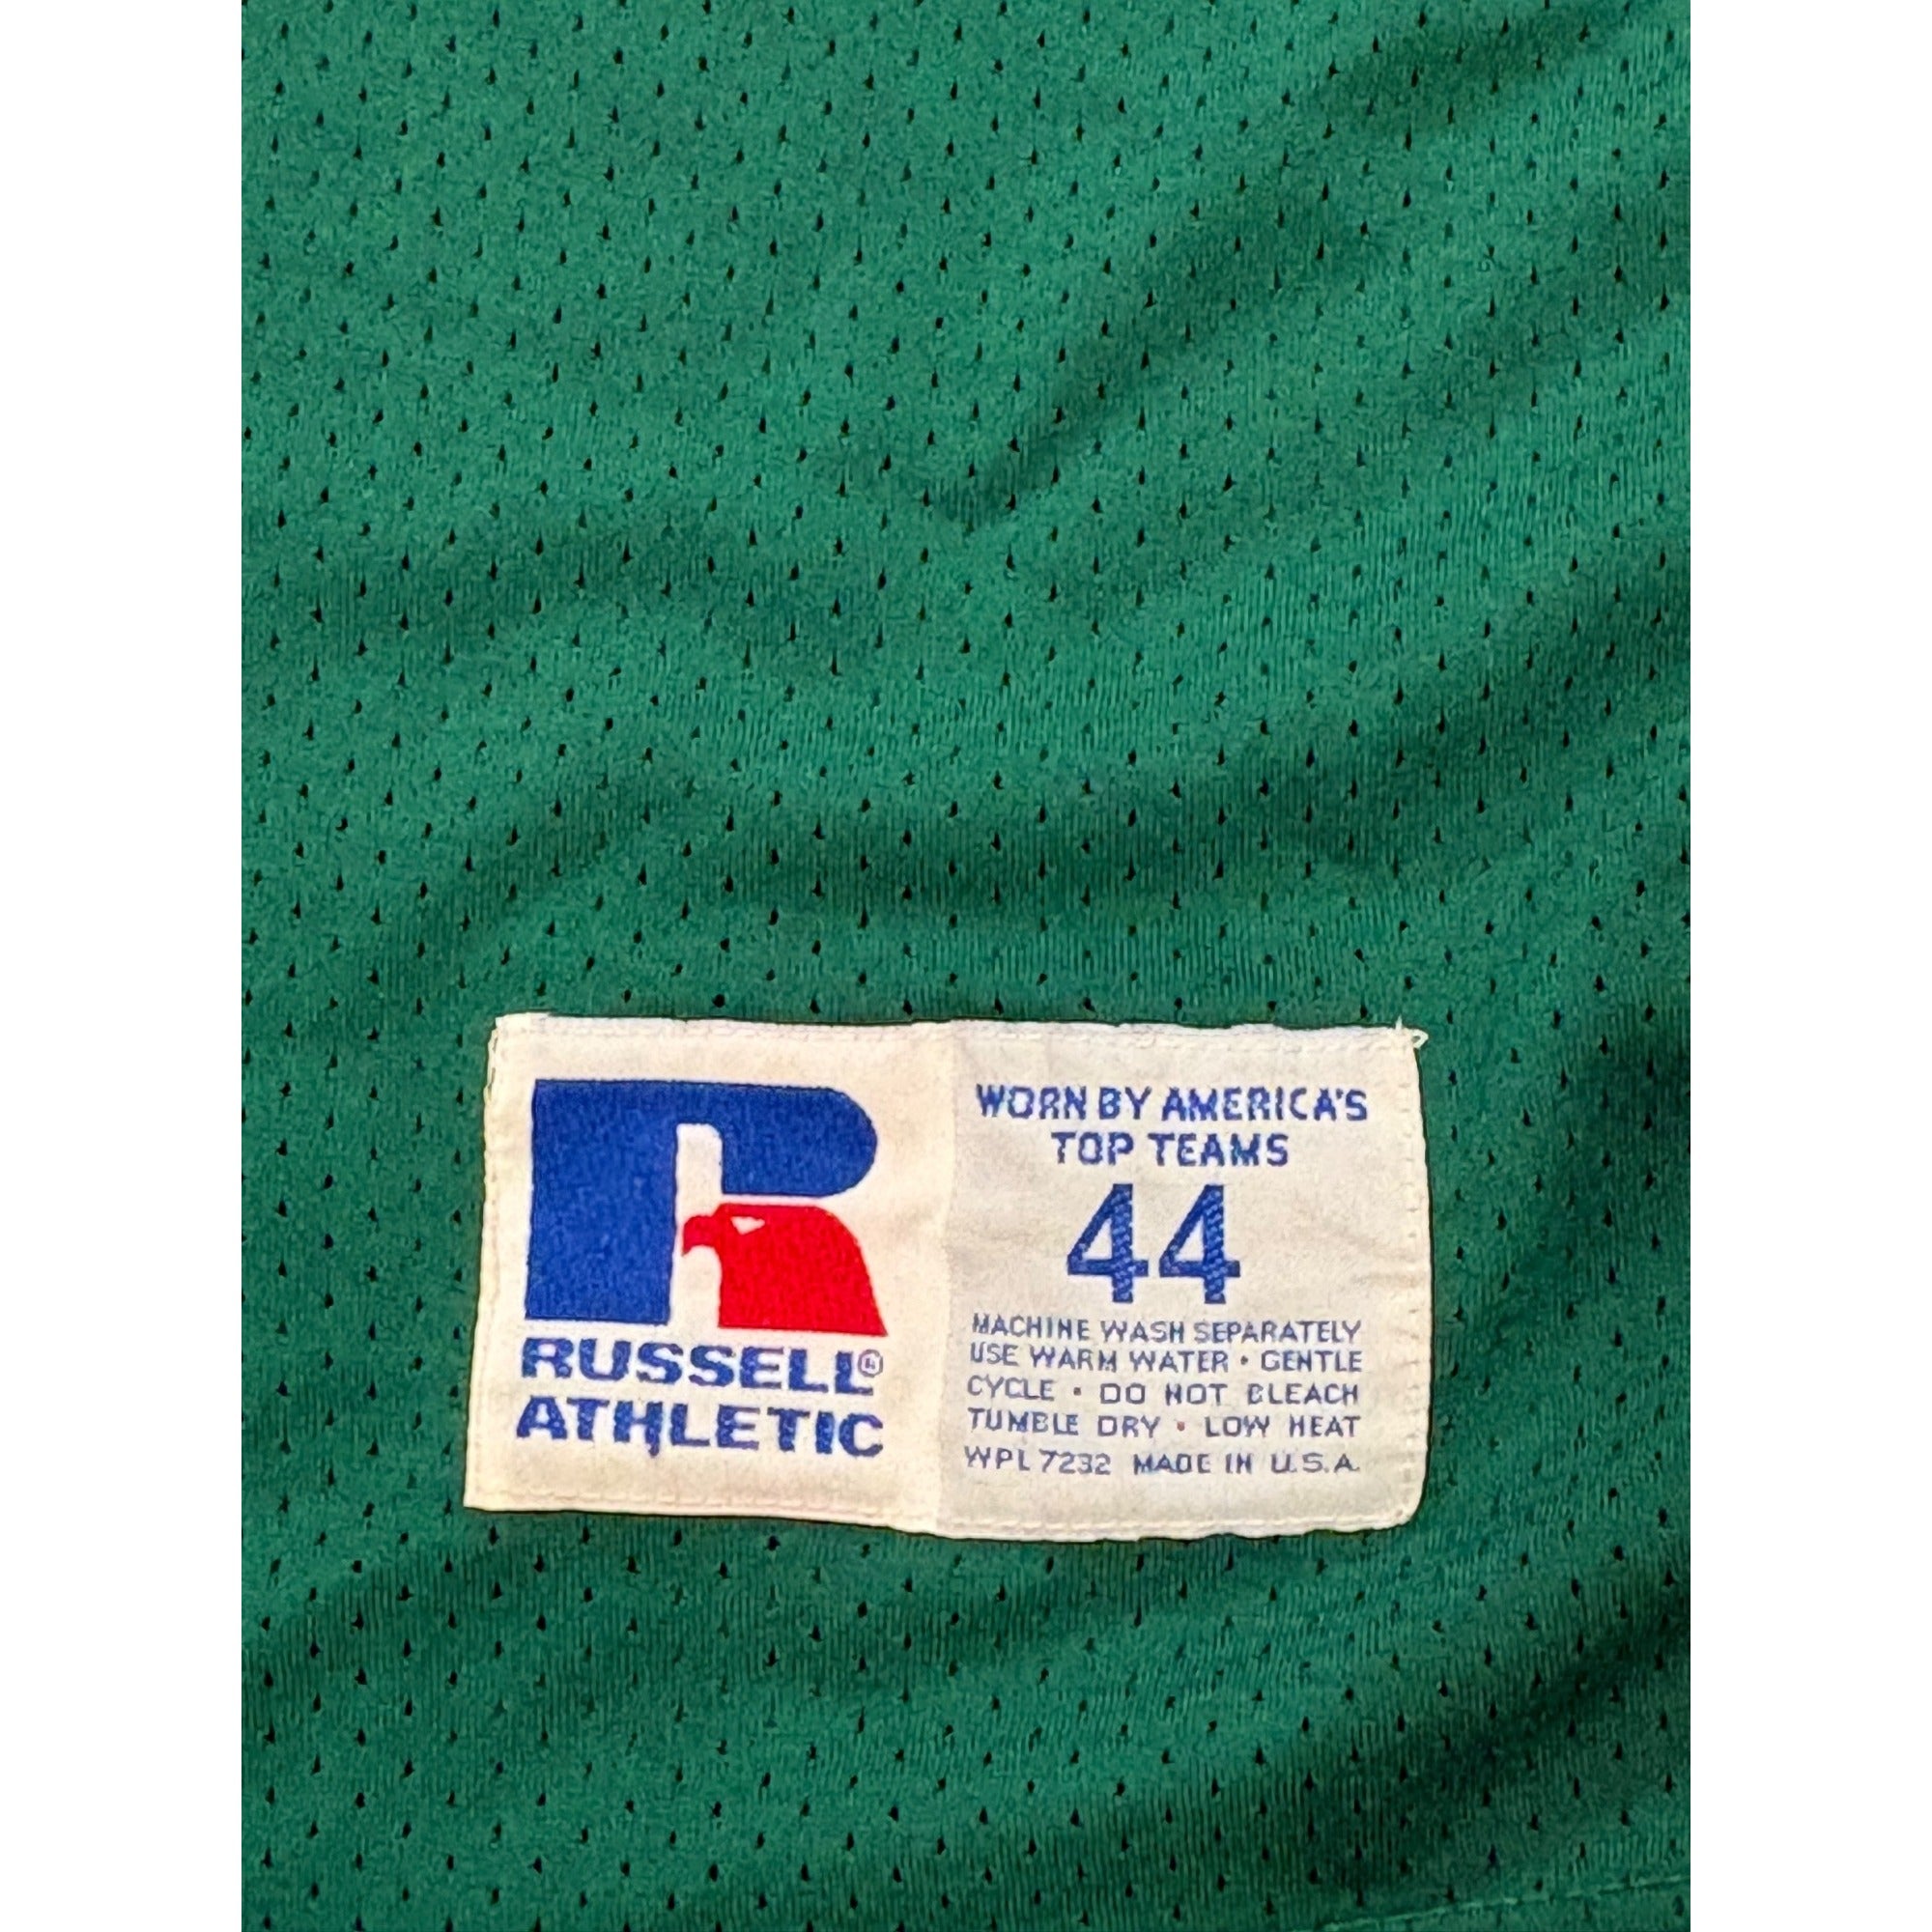 RUSSELL®
ATHLETIC
WORN BY AMERICA'S
TOP TEAMS
44
MACHINE WASH SEPARATELY
USE WARM WATER • GENTLE
CYCLE • DO NOT BLEACH
TUMBLE DRY • LOW HEAT
WPL 7232 MADE IN U.S.A.